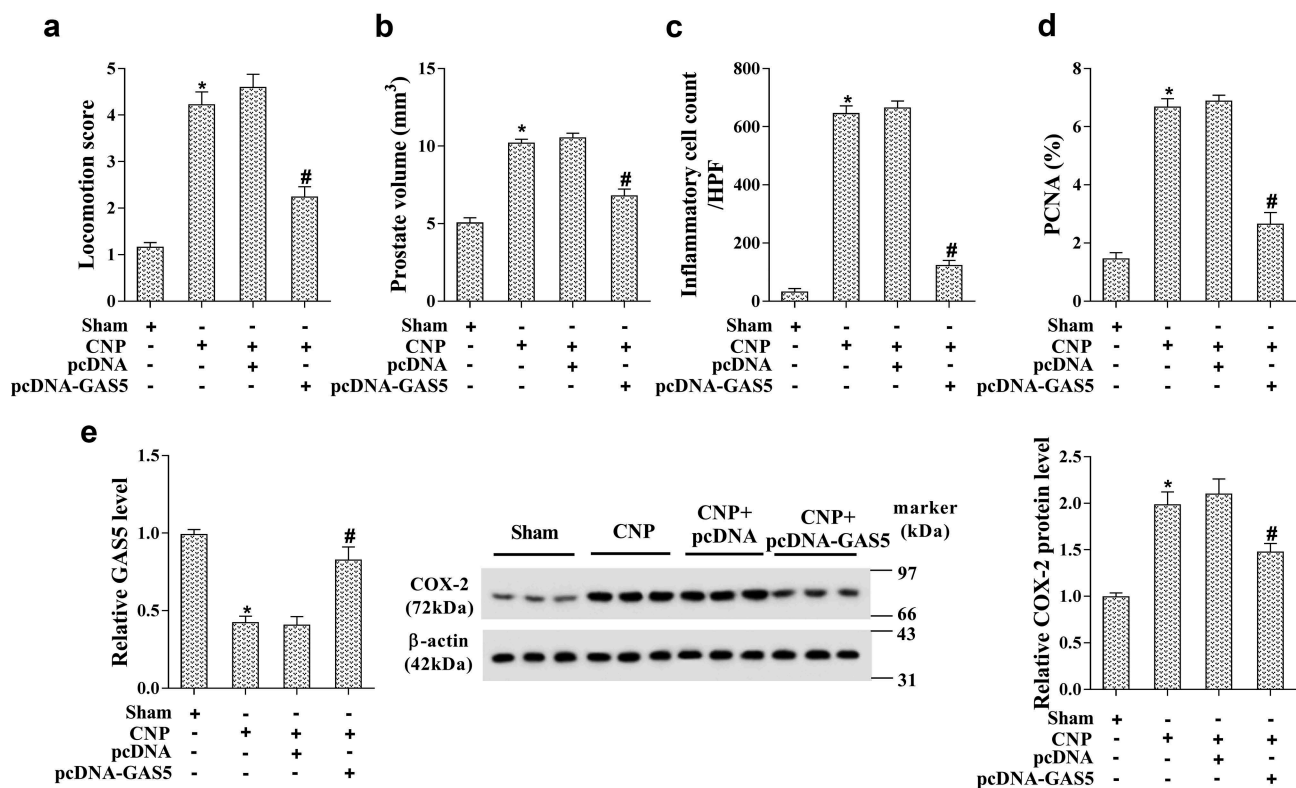 a
Locomotion score
5
4
3
2
1
0
*
#
Sham + - - -
CNP - + + +
pcDNA - - + -
pcDNA-GAS5 - - - +
b
Prostate volume (mm³)
15
10
5
0
*
#
Sham + - - -
CNP - + + +
pcDNA - - + -
pcDNA-GAS5 - - - +
c
Inflammatory cell count
/HPF
800
600
400
200
0
*
#
Sham + - - -
CNP - + + +
pcDNA - - + -
pcDNA-GAS5 - - - +
d
PCNA (%)
8
6
4
2
0
*
#
Sham + - - -
CNP - + + +
pcDNA - - + -
pcDNA-GAS5 - - - +
e
Relative GAS5 level
1.5
1.0
0.5
0.0
*
#
Sham + - - -
CNP - + + +
pcDNA - - + -
pcDNA-GAS5 - - - +
Sham
CNP
CNP+
pcDNA
CNP+
pcDNA-GAS5
marker
(kDa)
COX-2
(72kDa)
97
66
β-actin
(42kDa)
43
31
Relative COX-2 protein level
2.5
2.0
1.5
1.0
0.5
0.0
*
#
Sham + - - -
CNP - + + +
pcDNA - - + -
pcDNA-GAS5 - - - +